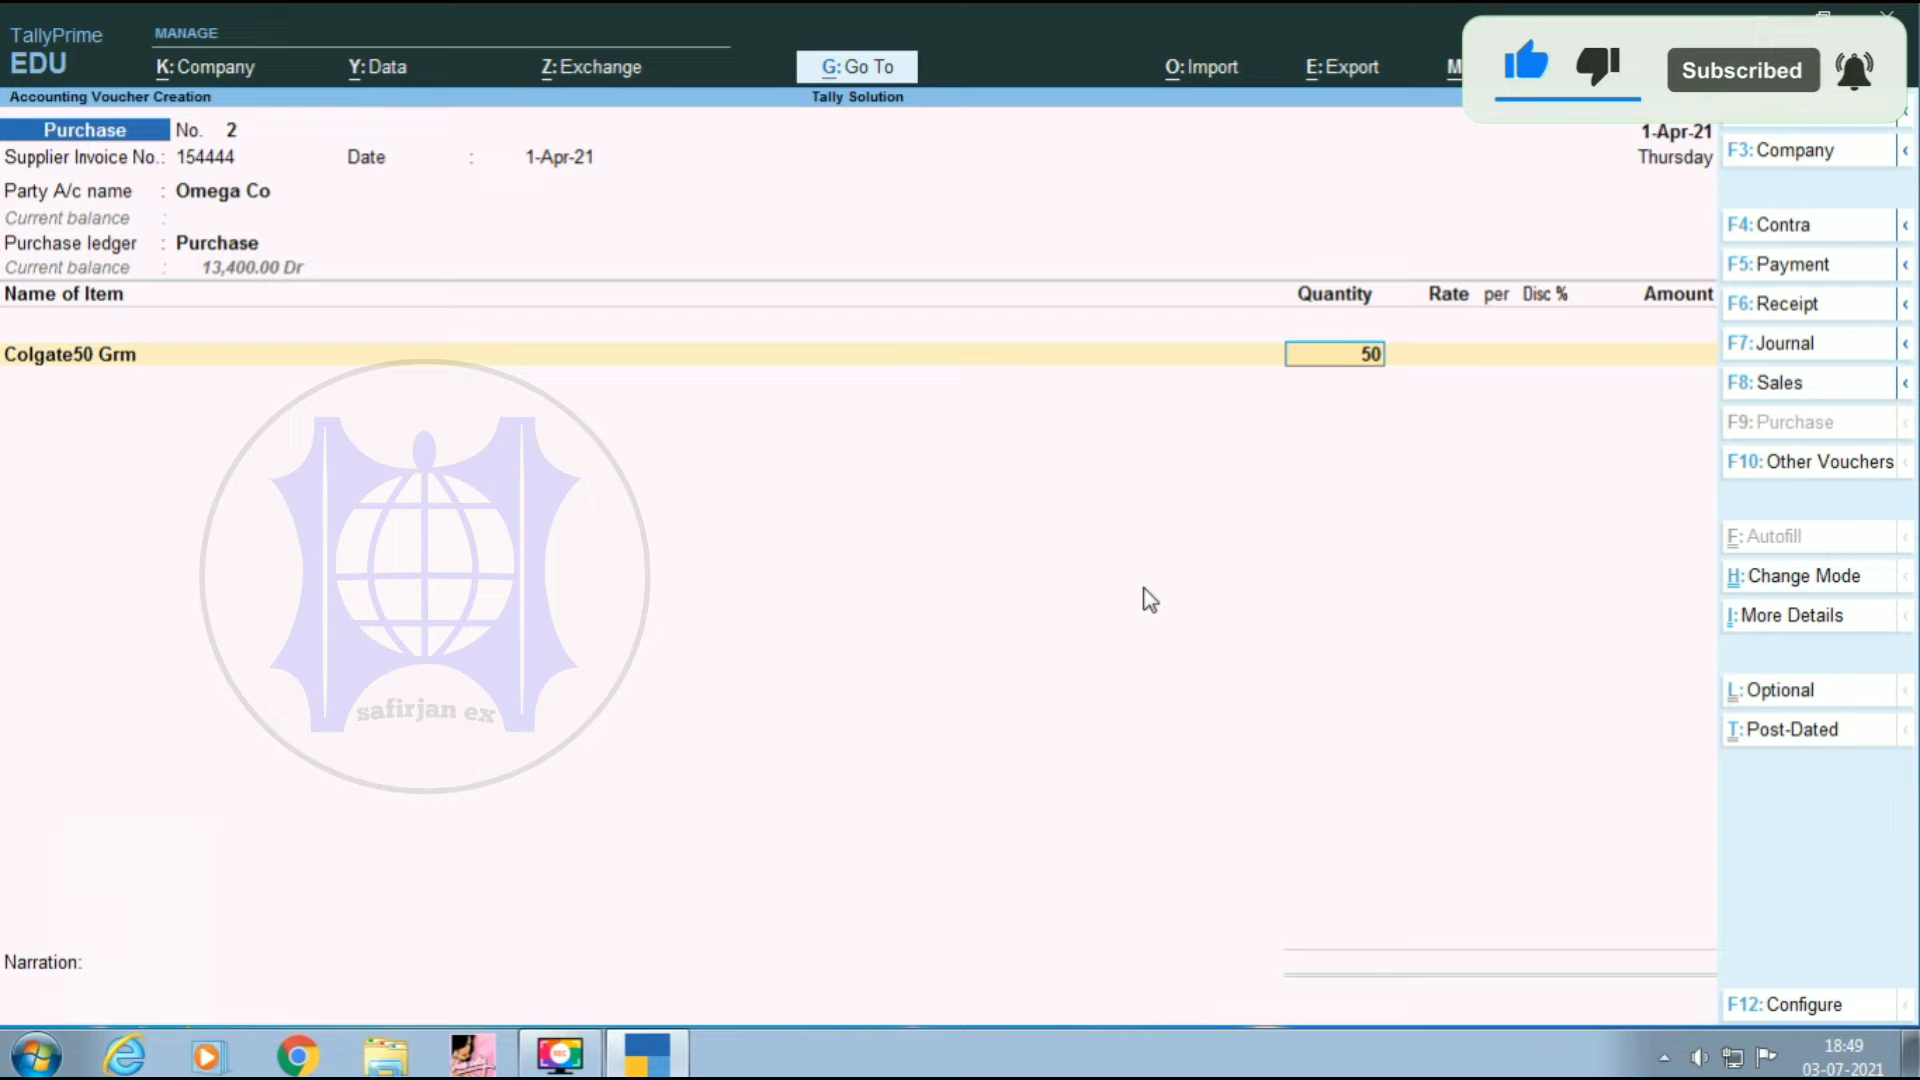 TallyPrime
EDU
MANAGE
K: Company Y: Data Z: Exchange G: Go To O: Import E: Export M
Subscribed
Accounting Voucher Creation Tally Solution
Purchase No. 2 1-Apr-21
Supplier Invoice No.: 154444 Date : 1-Apr-21 Thursday
Party A/c name : Omega Co
Current balance :
Purchase ledger : Purchase
Current balance : 13,400.00 Dr
Name of Item Quantity Rate per Disc % Amount
Colgate50 Grm 50
safirjan ex
Narration:
F3: Company
F4: Contra
F5: Payment
F6: Receipt
F7: Journal
F8: Sales
F9: Purchase
F10: Other Vouchers
F: Autofill
H: Change Mode
I: More Details
L: Optional
T: Post-Dated
F12: Configure
REC
18:49
03-07-2021